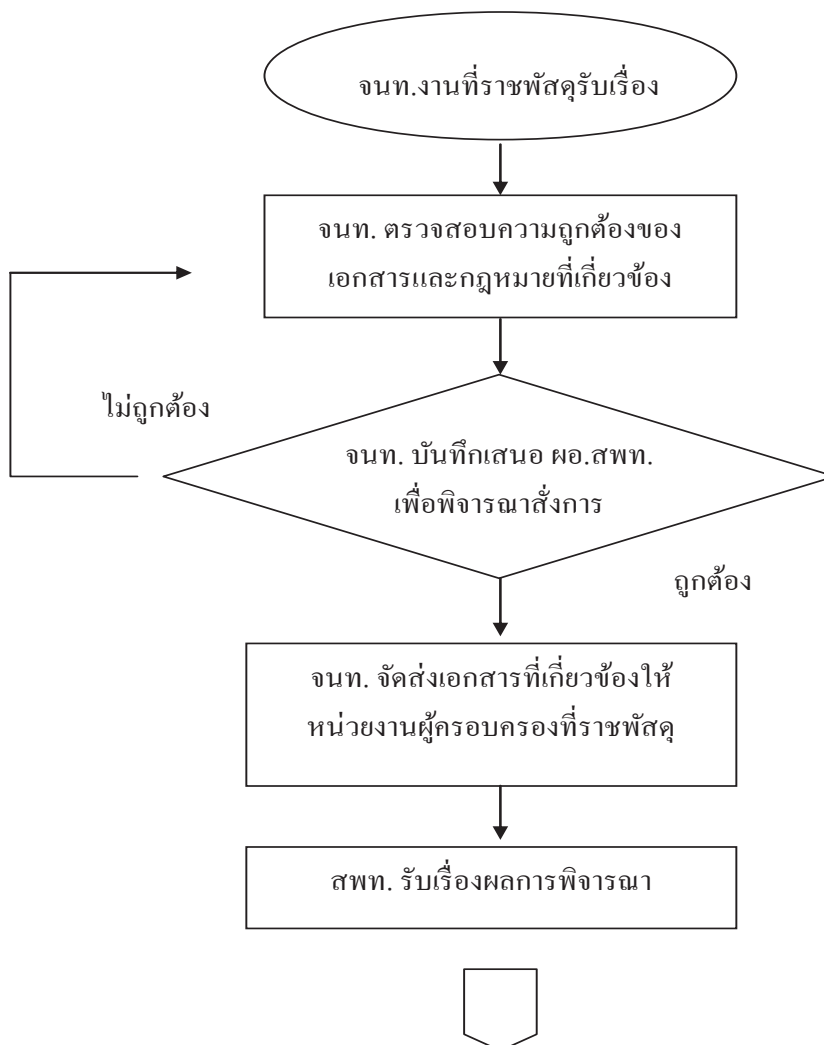 จนท.งานที่ราชพัสดุรับเรื่อง
จนท. ตรวจสอบความถูกต้องของ
เอกสารและกฎหมายที่เกี่ยวข้อง
ไม่ถูกต้อง
จนท. บันทึกเสนอ ผอ.สพท.
เพื่อพิจารณาสั่งการ
ถูกต้อง
จนท. จัดส่งเอกสารที่เกี่ยวข้องให้
หน่วยงานผู้ครอบครองที่ราชพัสดุ
สพท. รับเรื่องผลการพิจารณา